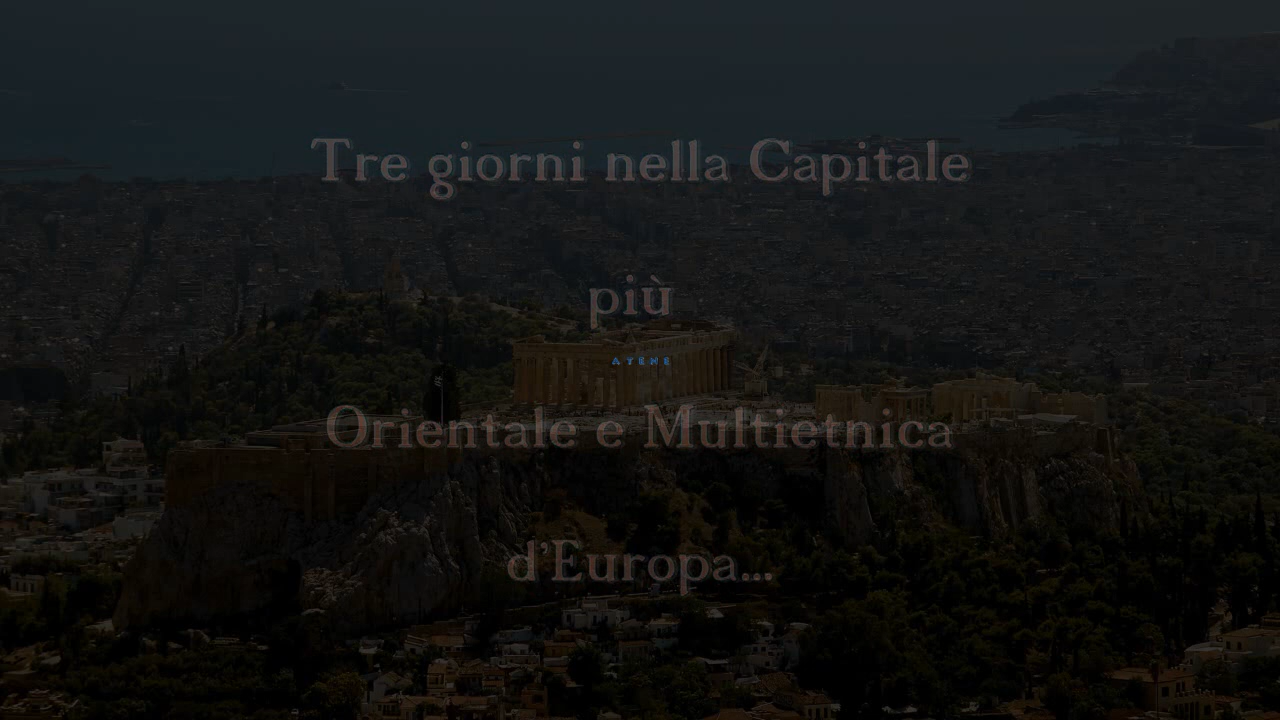 Tre giorni nella Capitale
più
ATENE
Orientale e Multietnica
d'Europa...